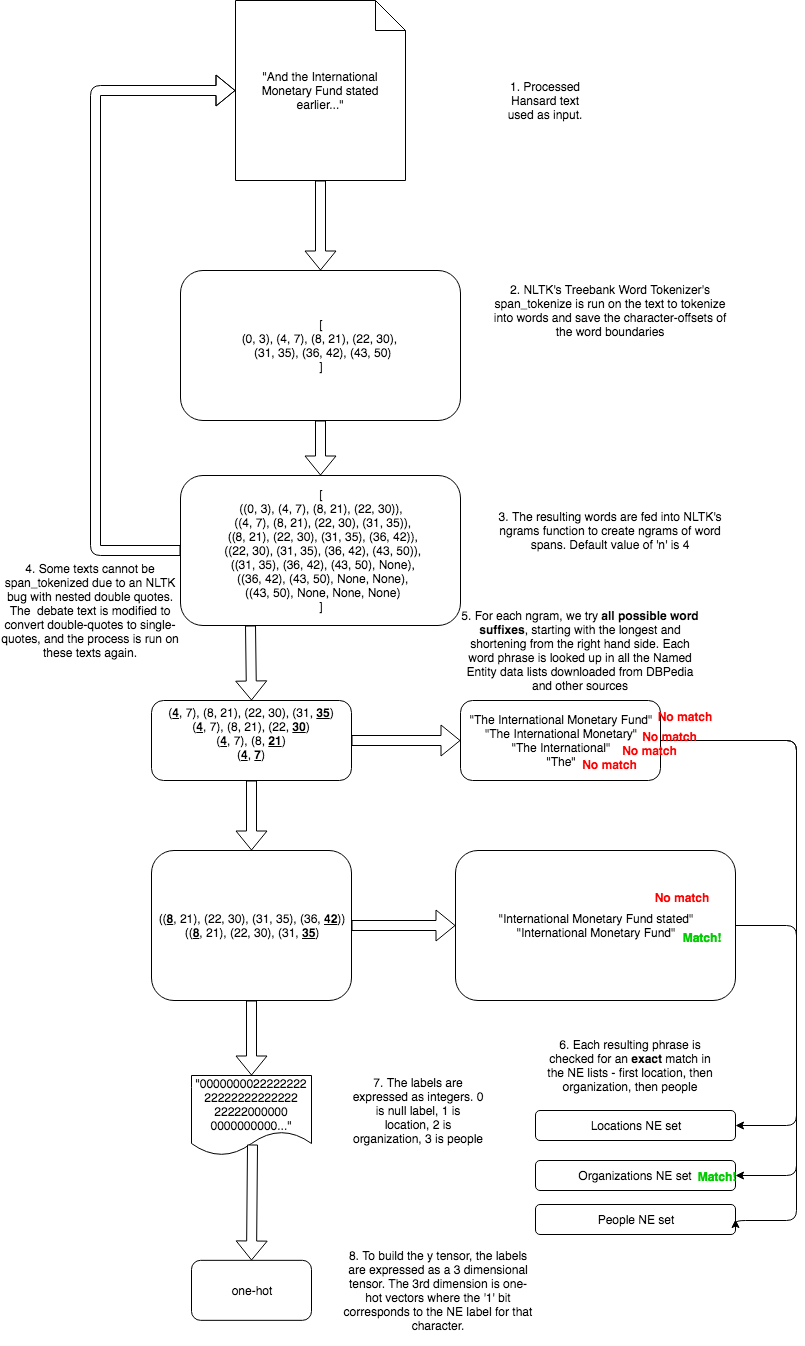 "And the International
Monetary Fund stated
earlier..."
1. Processed
Hansard text
used as input.
2. NLTK's Treebank Word Tokenizer's
span_tokenize is run on the text to tokenize
into words and save the character-offsets of
the word boundaries
[
(0, 3), (4, 7), (8, 21), (22, 30),
(31, 35), (36, 42), (43, 50)
]
[
((0, 3), (4, 7), (8, 21), (22, 30)),
((4, 7), (8, 21), (22, 30), (31, 35)),
((8, 21), (22, 30), (31, 35), (36, 42)),
((22, 30), (31, 35), (36, 42), (43, 50)),
((31, 35), (36, 42), (43, 50), None),
((36, 42), (43, 50), None, None),
((43, 50), None, None, None)
]
3. The resulting words are fed into NLTK's
ngrams function to create ngrams of word
spans. Default value of 'n' is 4
4. Some texts cannot be
span_tokenized due to an NLTK
bug with nested double quotes.
The debate text is modified to
convert double-quotes to single-
quotes, and the process is run on
these texts again.
5. For each ngram, we try all possible word
suffixes, starting with the longest and
shortening from the right hand side. Each
word phrase is looked up in all the Named
Entity data lists downloaded from DBPedia
and other sources
(4, 7), (8, 21), (22, 30), (31, 35)
(4, 7), (8, 21), (22, 30)
(4, 7), (8, 21)
(4, 7)
"The International Monetary Fund" No match
"The International Monetary" No match
"The International" No match
"The" No match
((8, 21), (22, 30), (31, 35), (36, 42))
((8, 21), (22, 30), (31, 35)
No match
"International Monetary Fund stated"
"International Monetary Fund" Match!
6. Each resulting phrase is
checked for an exact match in
the NE lists - first location, then
organization, then people
Locations NE set
Organizations NE set Match!
People NE set
"0000000022222222
22222222222222
22222000000
0000000000..."
7. The labels are
expressed as integers. 0
is null label, 1 is
location, 2 is
organization, 3 is people
one-hot
8. To build the y tensor, the labels
are expressed as a 3 dimensional
tensor. The 3rd dimension is one-
hot vectors where the '1' bit
corresponds to the NE label for that
character.